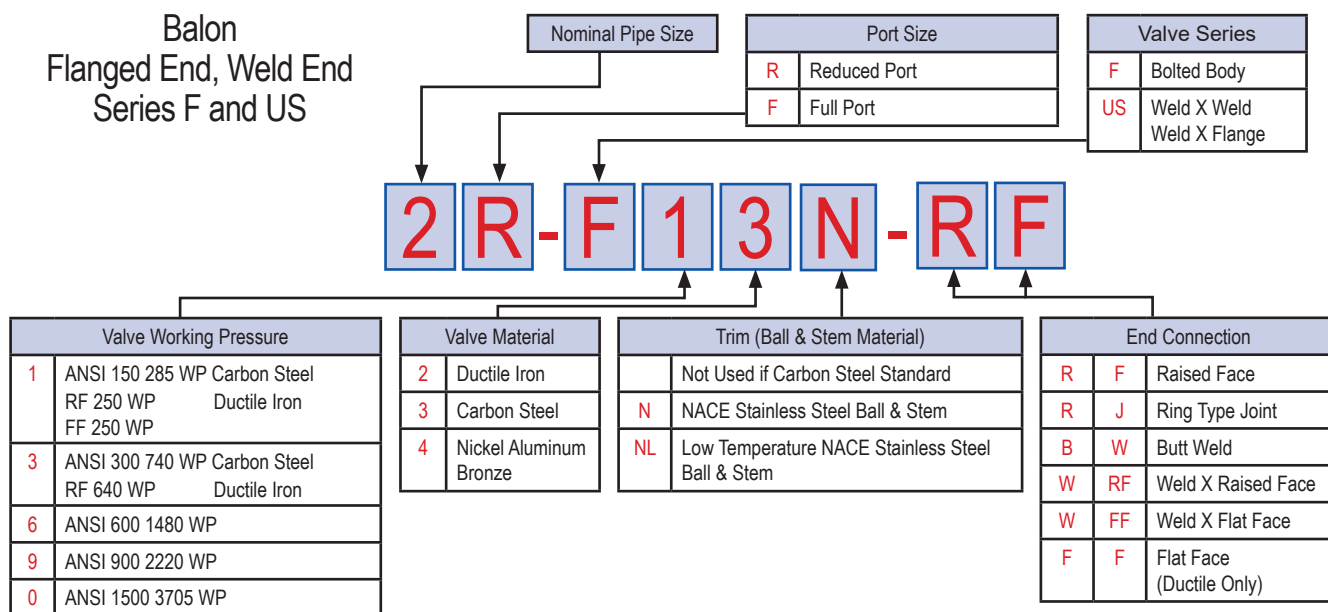 Balon
Flanged End, Weld End
Series F and US
Nominal Pipe Size
Port Size
R Reduced Port
F Full Port
Valve Series
F Bolted Body
US Weld X Weld
Weld X Flange
2R-F13N-RF
Valve Working Pressure
1 ANSI 150 285 WP Carbon Steel
RF 250 WP Ductile Iron
FF 250 WP
3 ANSI 300 740 WP Carbon Steel
RF 640 WP Ductile Iron
6 ANSI 600 1480 WP
9 ANSI 900 2220 WP
0 ANSI 1500 3705 WP
Valve Material
2 Ductile Iron
3 Carbon Steel
4 Nickel Aluminum
Bronze
Trim (Ball & Stem Material)
Not Used if Carbon Steel Standard
N NACE Stainless Steel Ball & Stem
NL Low Temperature NACE Stainless Steel
Ball & Stem
End Connection
R F Raised Face
R J Ring Type Joint
B W Butt Weld
W RF Weld X Raised Face
W FF Weld X Flat Face
F F Flat Face
(Ductile Only)